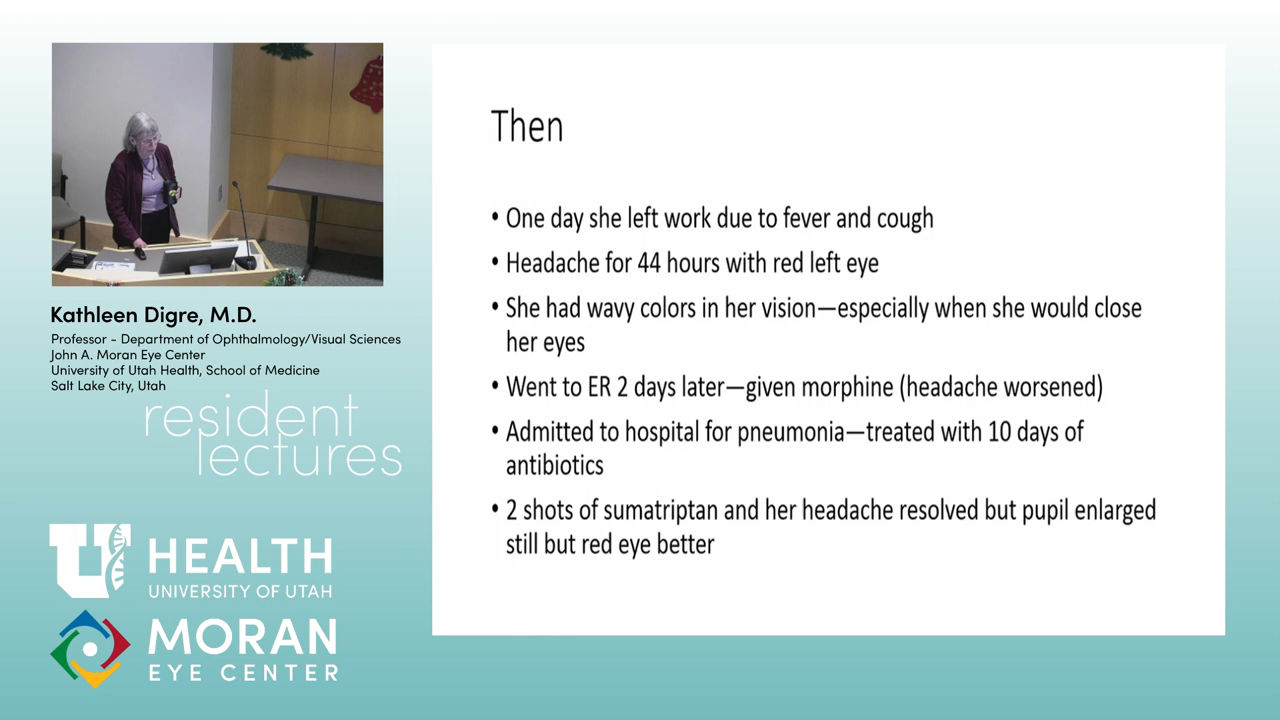 Then
• One day she left work due to fever and cough
• Headache for 44 hours with red left eye
• She had wavy colors in her vision—especially when she would close
her eyes
• Went to ER 2 days later—given morphine (headache worsened)
• Admitted to hospital for pneumonia—treated with 10 days of
antibiotics
• 2 shots of sumatriptan and her headache resolved but pupil enlarged
still but red eye better
Kathleen Digre, M.D.
Professor - Department of Ophthalmology/Visual Sciences
John A. Moran Eye Center
University of Utah Health, School of Medicine
Salt Lake City, Utah
resident
lectures
U HEALTH
UNIVERSITY OF UTAH
MORAN
EYE CENTER